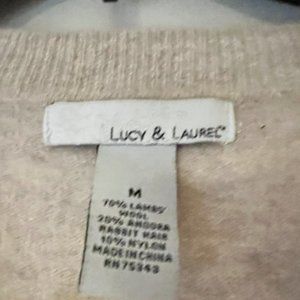 LUCY & LAUREL
M
70% LAMBS'
WOOL
20% ANGORA
RABBIT HAIR
10% NYLON
MADE IN CHINA
RN 75343